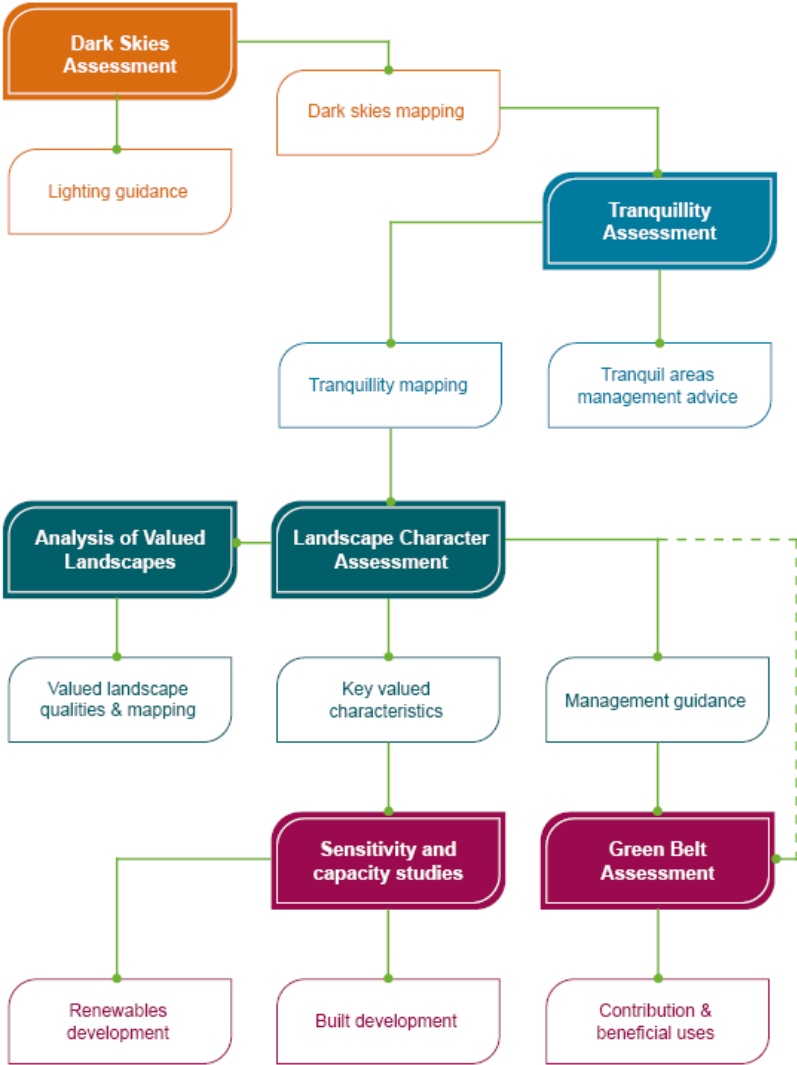 Dark Skies
Assessment
Dark skies mapping
Lighting guidance
Tranquillity
Assessment
Tranquillity mapping
Tranquil areas
management advice
Analysis of Valued
Landscapes
Landscape Character
Assessment
Valued landscape
qualities & mapping
Key valued
characteristics
Management guidance
Sensitivity and
capacity studies
Green Belt
Assessment
Renewables
development
Built development
Contribution &
beneficial uses